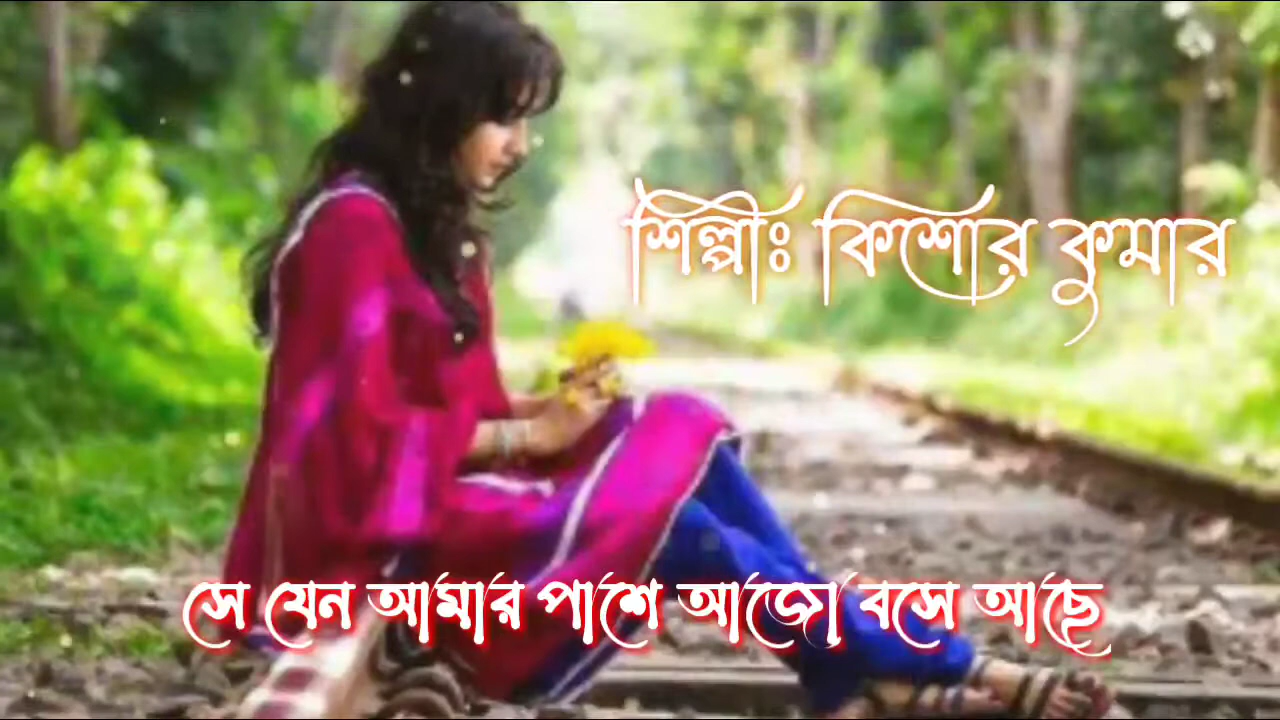 শিল্পীঃ কিশোর কুমার
সে যেন আমার পাশে আজো বসে আছে